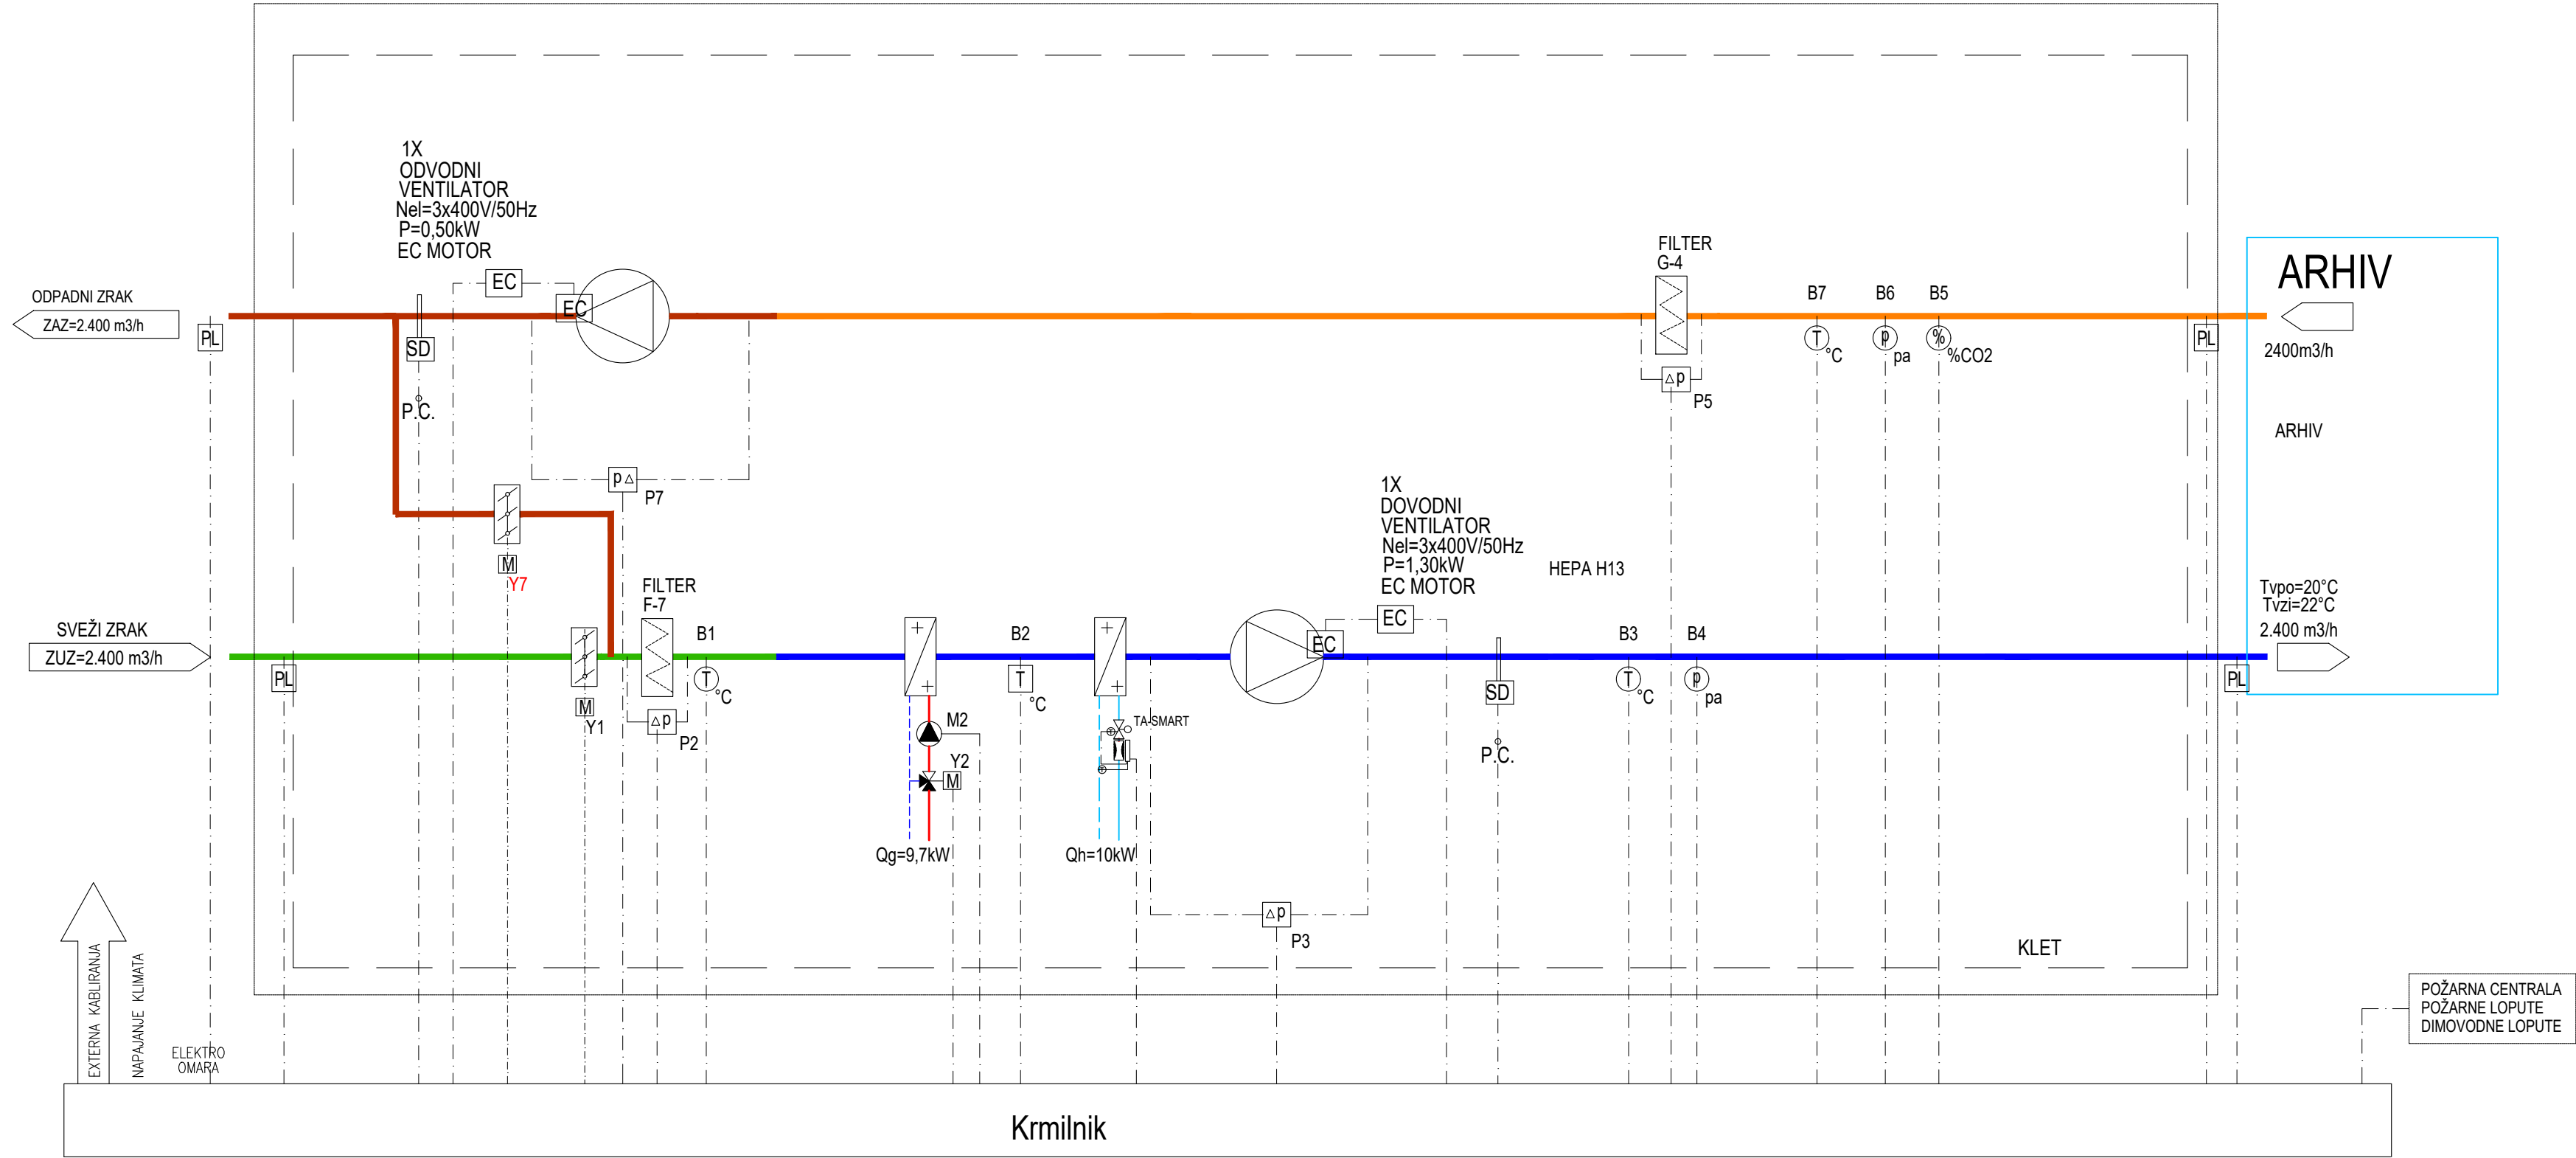 1X
ODVODNI
VENTILATOR
Nel=3x400V/50Hz
P=0,50kW
EC MOTOR
EC
EC
ODPADNI ZRAK
ZAZ=2.400 m3/h
PL
SD
P.C.
p △
P7
M
Y7
FILTER
G-4
△ p
P5
B7
T
°C
B6
p
pa
B5
%
%CO2
PL
ARHIV
2400m3/h
ARHIV
Tvpo=20°C
Tvzi=22°C
2.400 m3/h
PL
SVEŽI ZRAK
ZUZ=2.400 m3/h
PL
M
Y1
FILTER
F-7
△ p
P2
B1
T
°C
M2
Y2
M
Qg=9,7kW
B2
T
°C
TA-SMART
Qh=10kW
1X
DOVODNI
VENTILATOR
Nel=3x400V/50Hz
P=1,30kW
EC MOTOR
EC
EC
△ p
P3
HEPA H13
SD
P.C.
B3
T
°C
B4
p
pa
KLET
EXTERNA KABLIRANJA
NAPAJANJE KLIMATA
ELEKTRO
OMARA
POŽARNA CENTRALA
POŽARNE LOPUTE
DIMOVODNE LOPUTE
Krmilnik